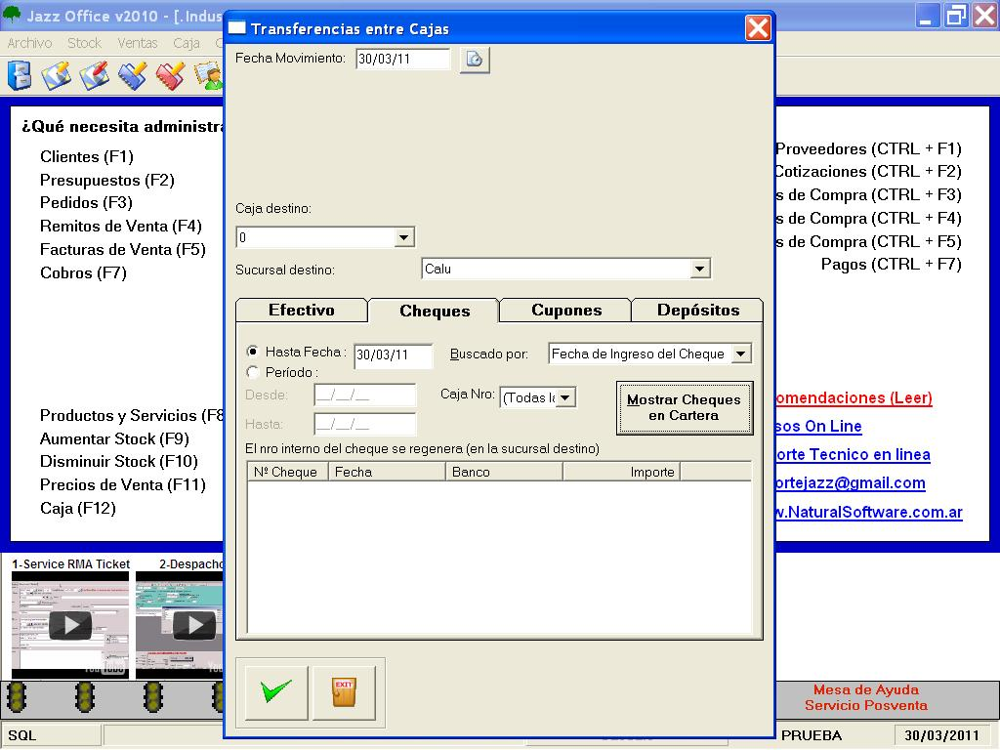 Jazz Office v2010 - [.Indus
Archivo Stock Ventas Caja C
Transferencias entre Cajas
Fecha Movimiento: 30/03/11
¿Qué necesita administra
Clientes (F1)
Presupuestos (F2)
Pedidos (F3)
Remitos de Venta (F4)
Facturas de Venta (F5)
Cobros (F7)
Productos y Servicios (F8
Aumentar Stock (F9)
Disminuir Stock (F10)
Precios de Venta (F11)
Caja (F12)
Caja destino:
0
Sucursal destino: Calu
Efectivo Cheques Cupones Depósitos
Hasta Fecha : 30/03/11 Buscado por: Fecha de Ingreso del Cheque
Período :
Desde: __/__/__ Caja Nro: (Todas l
Mostrar Cheques
en Cartera
Hasta: __/__/__
El nro interno del cheque se regenera (en la sucursal destino)
Nº Cheque Fecha Banco Importe
EXIT
Proveedores (CTRL + F1)
Cotizaciones (CTRL + F2)
s de Compra (CTRL + F3)
s de Compra (CTRL + F4)
s de Compra (CTRL + F5)
Pagos (CTRL + F7)
omendaciones (Leer)
sos On Line
orte Tecnico en linea
ortejazz@gmail.com
w.NaturalSoftware.com.ar
1-Service RMA Ticket 2-Despacho
YouTube
You
Mesa de Ayuda
Servicio Posventa
SQL PRUEBA 30/03/2011